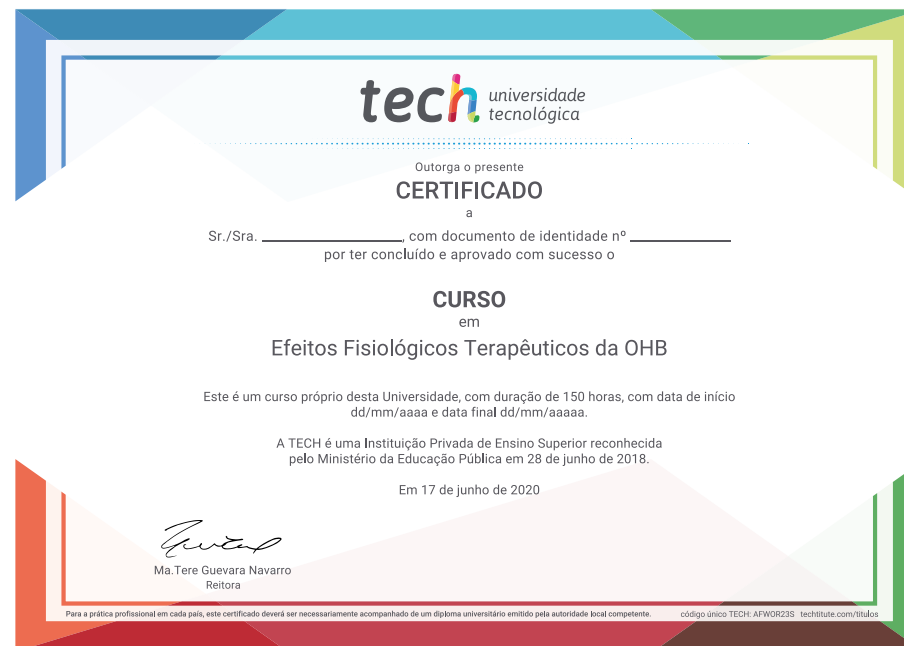 tech universidade
tecnológica
Outorga o presente
CERTIFICADO
a
Sr./Sra. ____________, com documento de identidade nº ____________
por ter concluído e aprovado com sucesso o
CURSO
em
Efeitos Fisiológicos Terapêuticos da OHB
Este é um curso próprio desta Universidade, com duração de 150 horas, com data de início
dd/mm/aaaa e data final dd/mm/aaaaa.
A TECH é uma Instituição Privada de Ensino Superior reconhecida
pelo Ministério da Educação Pública em 28 de junho de 2018.
Em 17 de junho de 2020
Ma.Tere Guevara Navarro
Reitora
Para a prática profissional em cada país, este certificado deverá ser necessariamente acompanhado de um diploma universitário emitido pela autoridade local competente. código único TECH: AFWOR23S techtitute.com/titulos